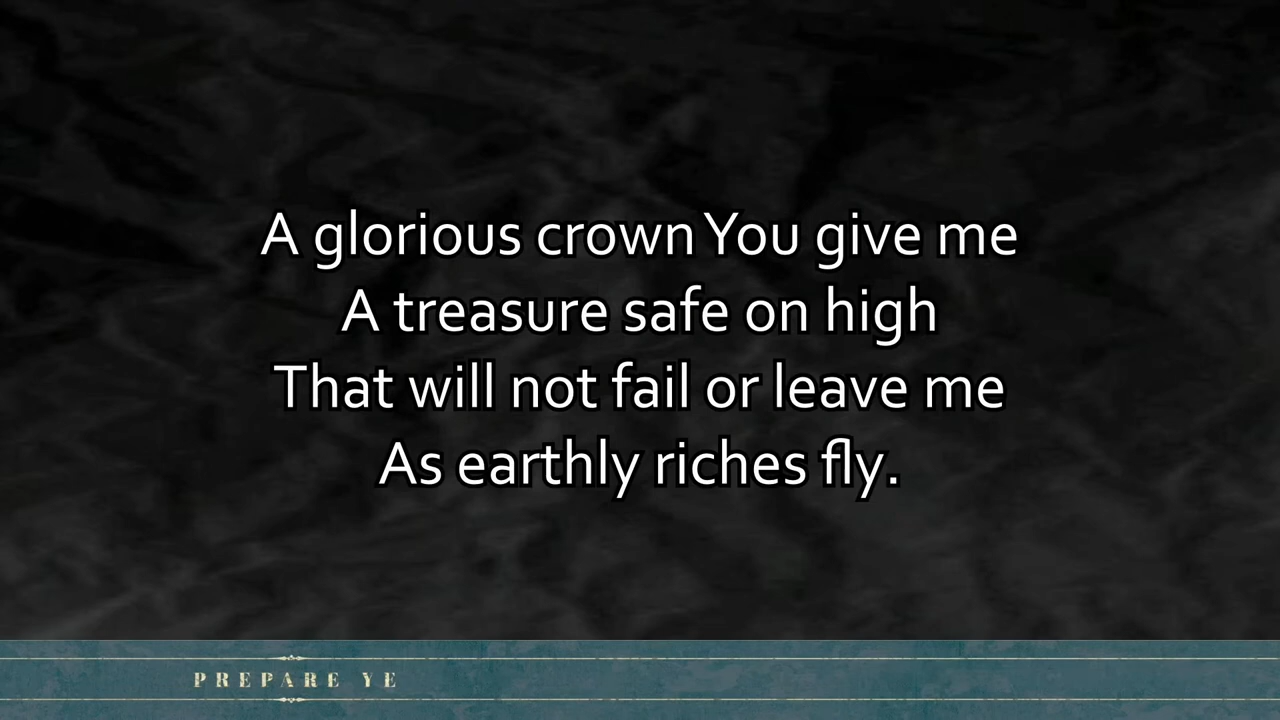 A glorious crown You give me
A treasure safe on high
That will not fail or leave me
As earthly riches fly.
PREPARE YE